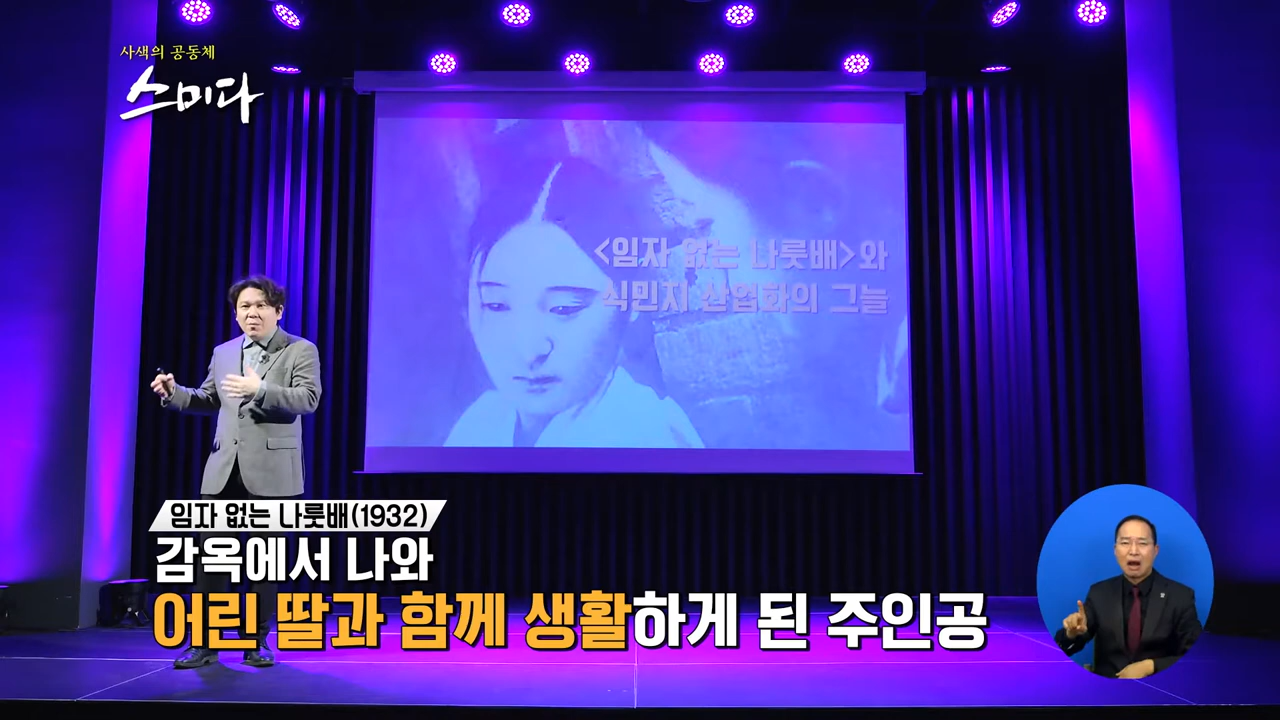 사색의 공동체
스미다
<임자 없는 나룻배>와
식민지 산업화의 그늘
임자 없는 나룻배(1932)
감옥에서 나와
어린 딸과 함께 생활하게 된 주인공